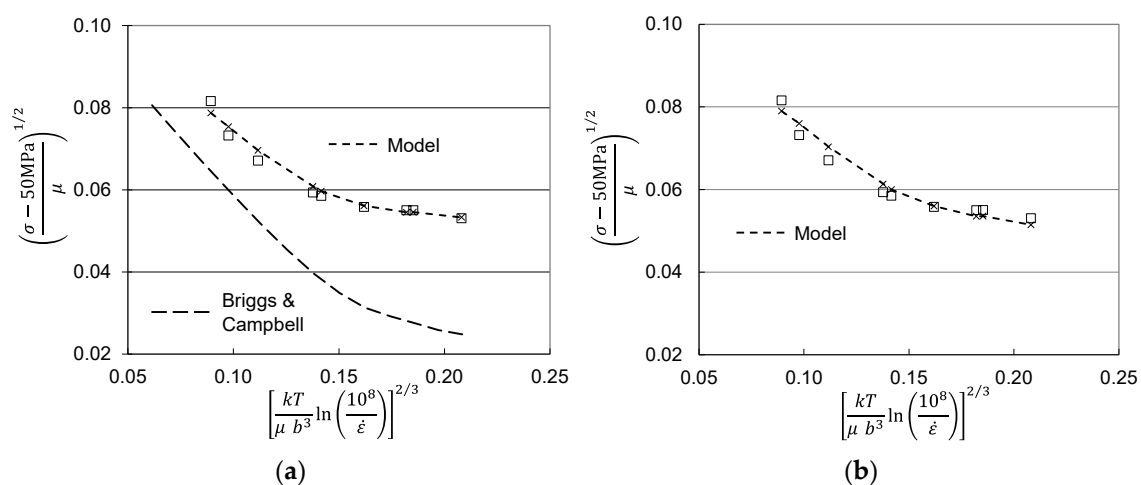 0.10
0.08
0.06
0.04
0.02
0.05
0.10
0.15
0.20
0.25
(σ − 50MPa / μ)^1/2
Model
Briggs &
Campbell
[kT / μ b³ ln (10⁸ / ε̇)]^2/3
(a)
0.10
0.08
0.06
0.04
0.02
0.05
0.10
0.15
0.20
0.25
(σ − 50MPa / μ)^1/2
Model
[kT / μ b³ ln (10⁸ / ε̇)]^2/3
(b)